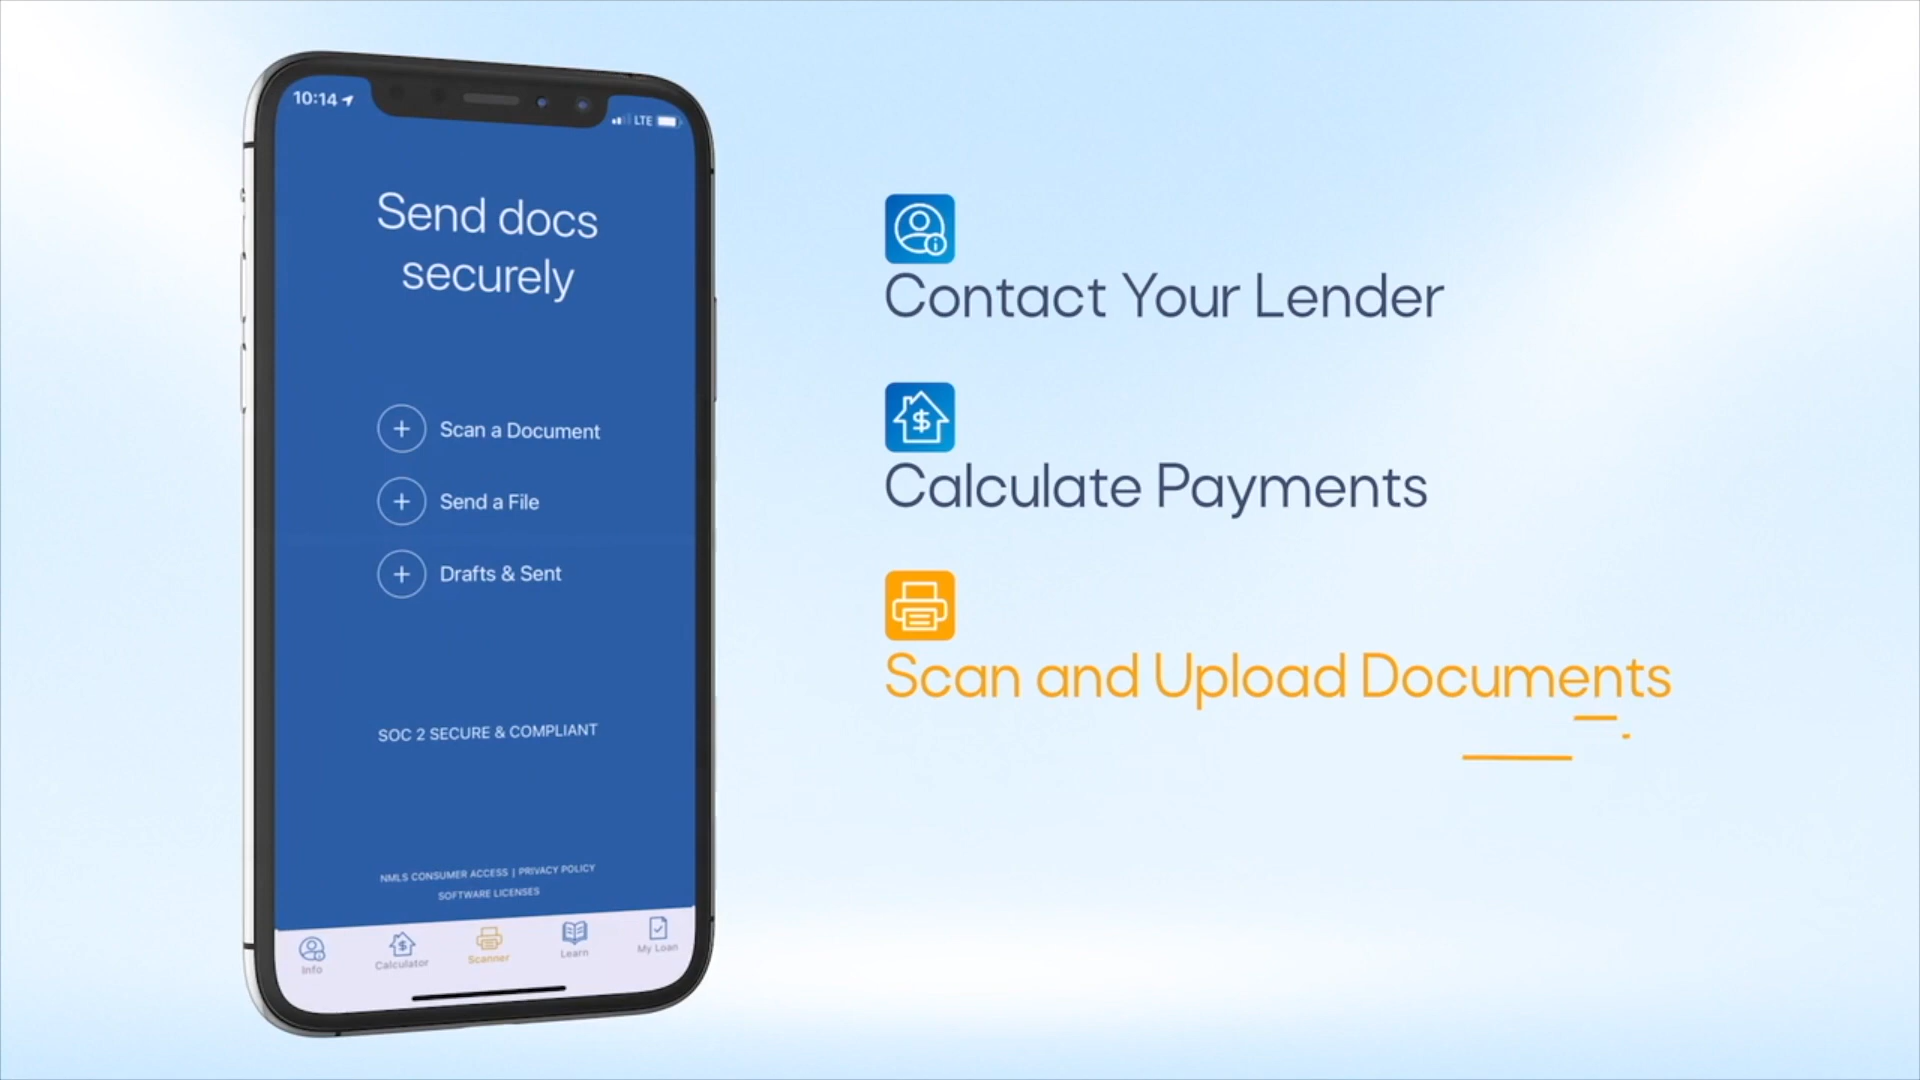 10:14
LTE
Send docs
securely
Scan a Document
Send a File
Drafts & Sent
SOC 2 SECURE & COMPLIANT
NMLS CONSUMER ACCESS | PRIVACY POLICY
SOFTWARE LICENSES
Info
Calculator
Scanner
Learn
My Loan
Contact Your Lender
Calculate Payments
Scan and Upload Documents